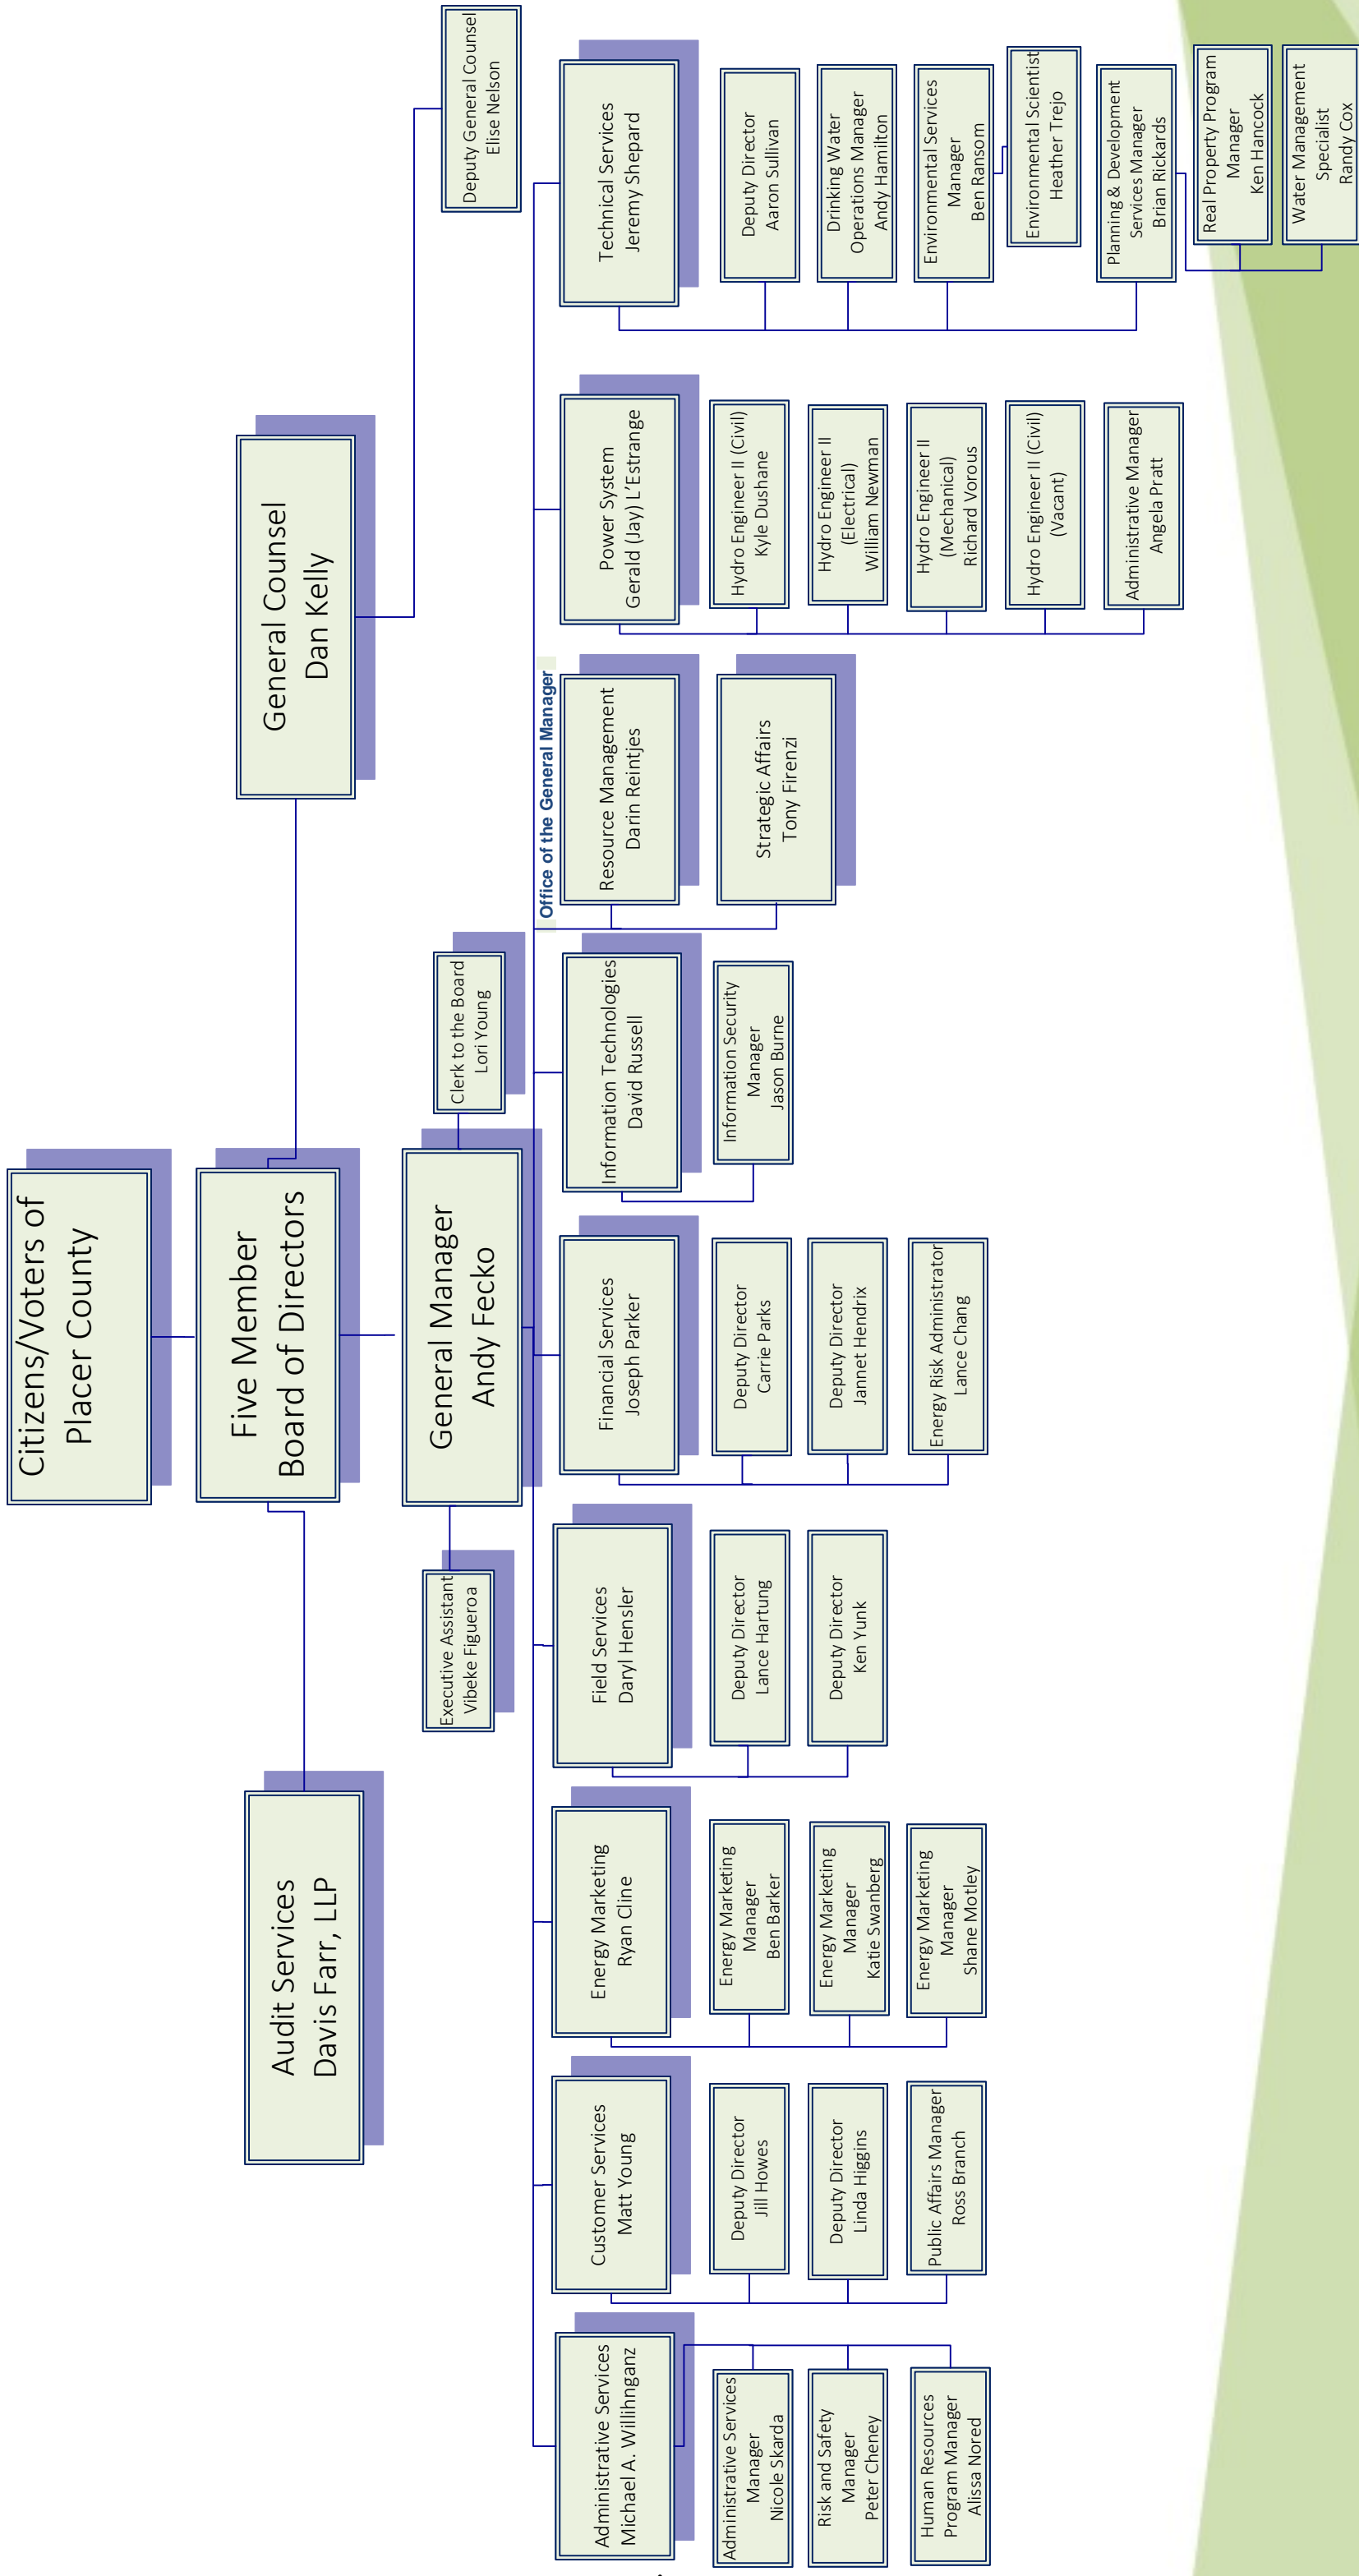 Citizens/Voters of
Placer County
Five Member
Board of Directors
Audit Services
Davis Farr, LLP
General Counsel
Dan Kelly
General Manager
Andy Fecko
Executive Assistant
Vibeke Figueroa
Clerk to the Board
Lori Young
Deputy General Counsel
Elise Nelson
Office of the General Manager
Administrative Services
Michael A. Willihnganz
Administrative Services
Manager
Nicole Skarda
Risk and Safety
Manager
Peter Cheney
Human Resources
Program Manager
Alissa Nored
Customer Services
Matt Young
Deputy Director
Jill Howes
Deputy Director
Linda Higgins
Public Affairs Manager
Ross Branch
Energy Marketing
Ryan Cline
Energy Marketing
Manager
Ben Barker
Energy Marketing
Manager
Katie Swanberg
Energy Marketing
Manager
Shane Motley
Field Services
Daryl Hensler
Deputy Director
Lance Hartung
Deputy Director
Ken Yunk
Financial Services
Joseph Parker
Deputy Director
Carrie Parks
Deputy Director
Jannet Hendrix
Energy Risk Administrator
Lance Chang
Information Technologies
David Russell
Information Security
Manager
Jason Burne
Resource Management
Darin Reintjes
Strategic Affairs
Tony Firenzi
Power System
Gerald (Jay) L’Estrange
Hydro Engineer II (Civil)
Kyle Dushane
Hydro Engineer II
(Electrical)
William Newman
Hydro Engineer II
(Mechanical)
Richard Vorous
Hydro Engineer II (Civil)
(Vacant)
Administrative Manager
Angela Pratt
Technical Services
Jeremy Shepard
Deputy Director
Aaron Sullivan
Drinking Water
Operations Manager
Andy Hamilton
Environmental Services
Manager
Ben Ransom
Environmental Scientist
Heather Trejo
Planning & Development
Services Manager
Brian Rickards
Real Property Program
Manager
Ken Hancock
Water Management
Specialist
Randy Cox